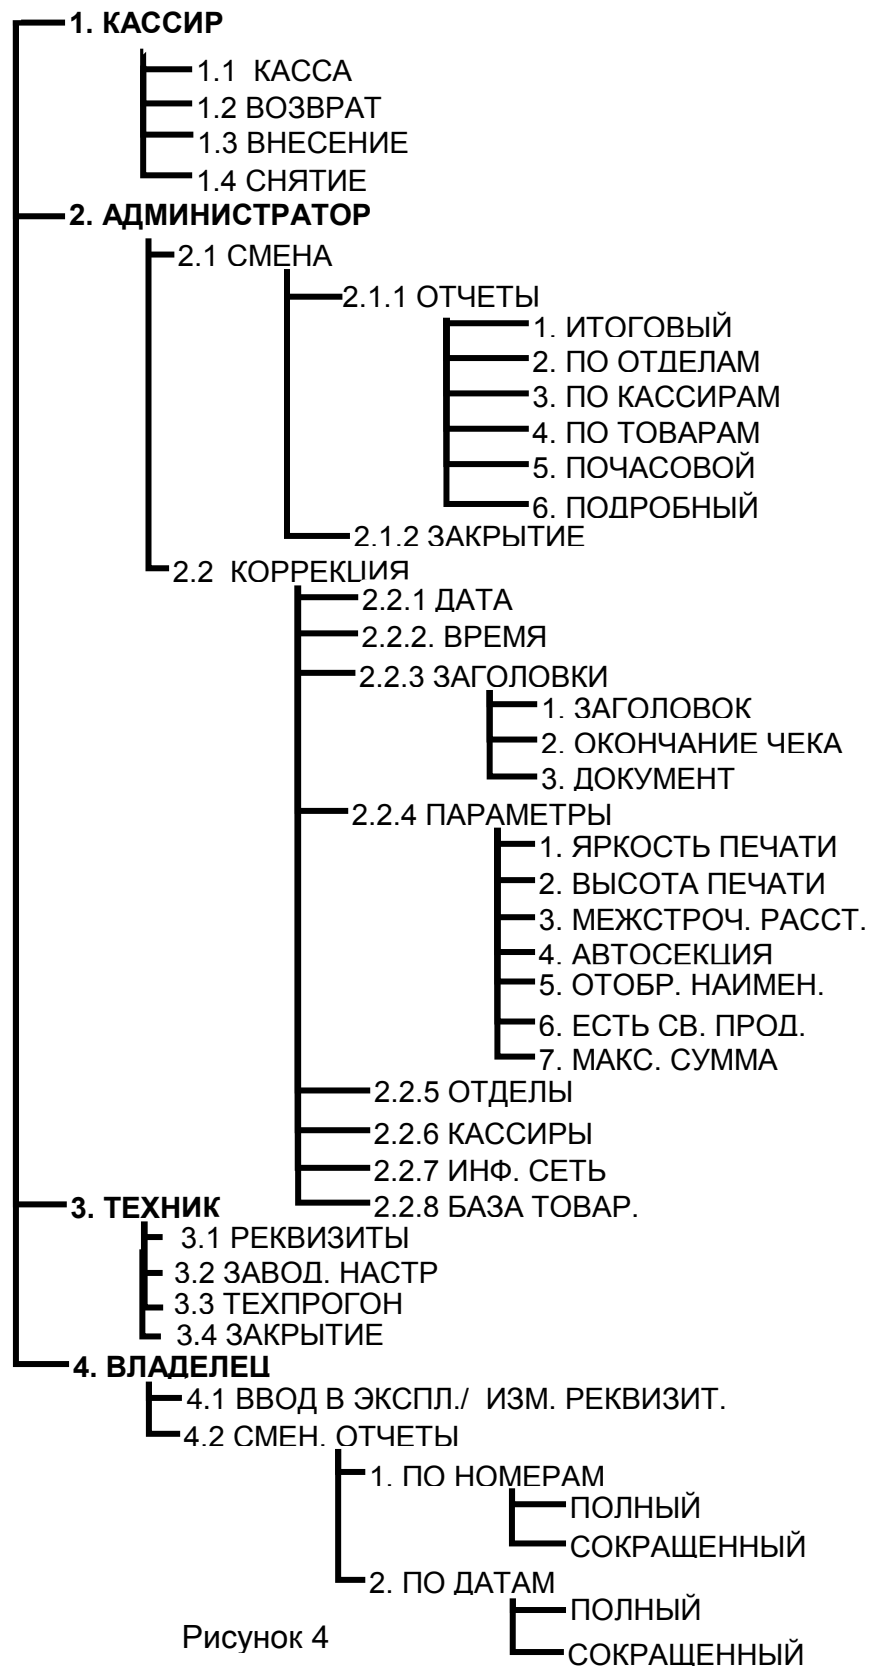 1. КАССИР
1.1 КАССА
1.2 ВОЗВРАТ
1.3 ВНЕСЕНИЕ
1.4 СНЯТИЕ
2. АДМИНИСТРАТОР
2.1 СМЕНА
2.1.1 ОТЧЕТЫ
1. ИТОГОВЫЙ
2. ПО ОТДЕЛАМ
3. ПО КАССИРАМ
4. ПО ТОВАРАМ
5. ПОЧАСОВОЙ
6. ПОДРОБНЫЙ
2.1.2 ЗАКРЫТИЕ
2.2 КОРРЕКЦИЯ
2.2.1 ДАТА
2.2.2. ВРЕМЯ
2.2.3 ЗАГОЛОВКИ
1. ЗАГОЛОВОК
2. ОКОНЧАНИЕ ЧЕКА
3. ДОКУМЕНТ
2.2.4 ПАРАМЕТРЫ
1. ЯРКОСТЬ ПЕЧАТИ
2. ВЫСОТА ПЕЧАТИ
3. МЕЖСТРОЧ. РАССТ.
4. АВТОСЕКЦИЯ
5. ОТОБР. НАИМЕН.
6. ЕСТЬ СВ. ПРОД.
7. МАКС. СУММА
2.2.5 ОТДЕЛЫ
2.2.6 КАССИРЫ
2.2.7 ИНФ. СЕТЬ
2.2.8 БАЗА ТОВАР.
3. ТЕХНИК
3.1 РЕКВИЗИТЫ
3.2 ЗАВОД. НАСТР
3.3 ТЕХПРОГОН
3.4 ЗАКРЫТИЕ
4. ВЛАДЕЛЕЦ
4.1 ВВОД В ЭКСПЛ./ ИЗМ. РЕКВИЗИТ.
4.2 СМЕН. ОТЧЕТЫ
1. ПО НОМЕРАМ
ПОЛНЫЙ
СОКРАЩЕННЫЙ
2. ПО ДАТАМ
ПОЛНЫЙ
СОКРАЩЕННЫЙ
Рисунок 4